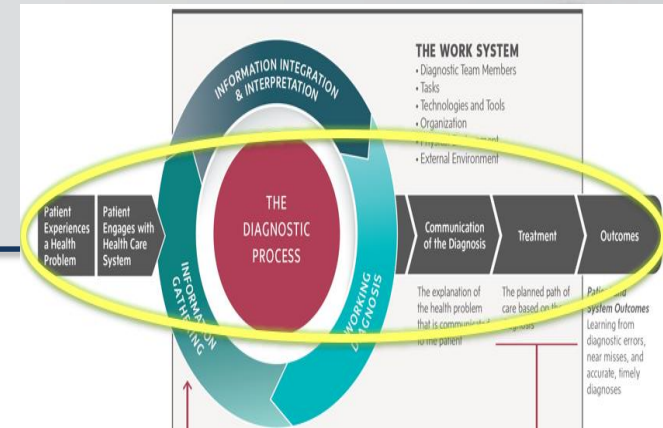 THE WORK SYSTEM
• Diagnostic Team Members
• Tasks
• Technologies and Tools
• Organization
• External Environment
INFORMATION INTEGRATION
& INTERPRETATION
THE
DIAGNOSTIC
PROCESS
INFORMATION
GATHERING
WORKING
DIAGNOSIS
Patient
Experiences
a Health
Problem
Patient
Engages with
Health Care
System
Communication
of the Diagnosis
Treatment
Outcomes
The explanation of
the health problem
that is communicated
to the patient
The planned path of
care based on the
diagnosis
Patient and
System Outcomes
Learning from
diagnostic errors,
near misses, and
accurate, timely
diagnoses